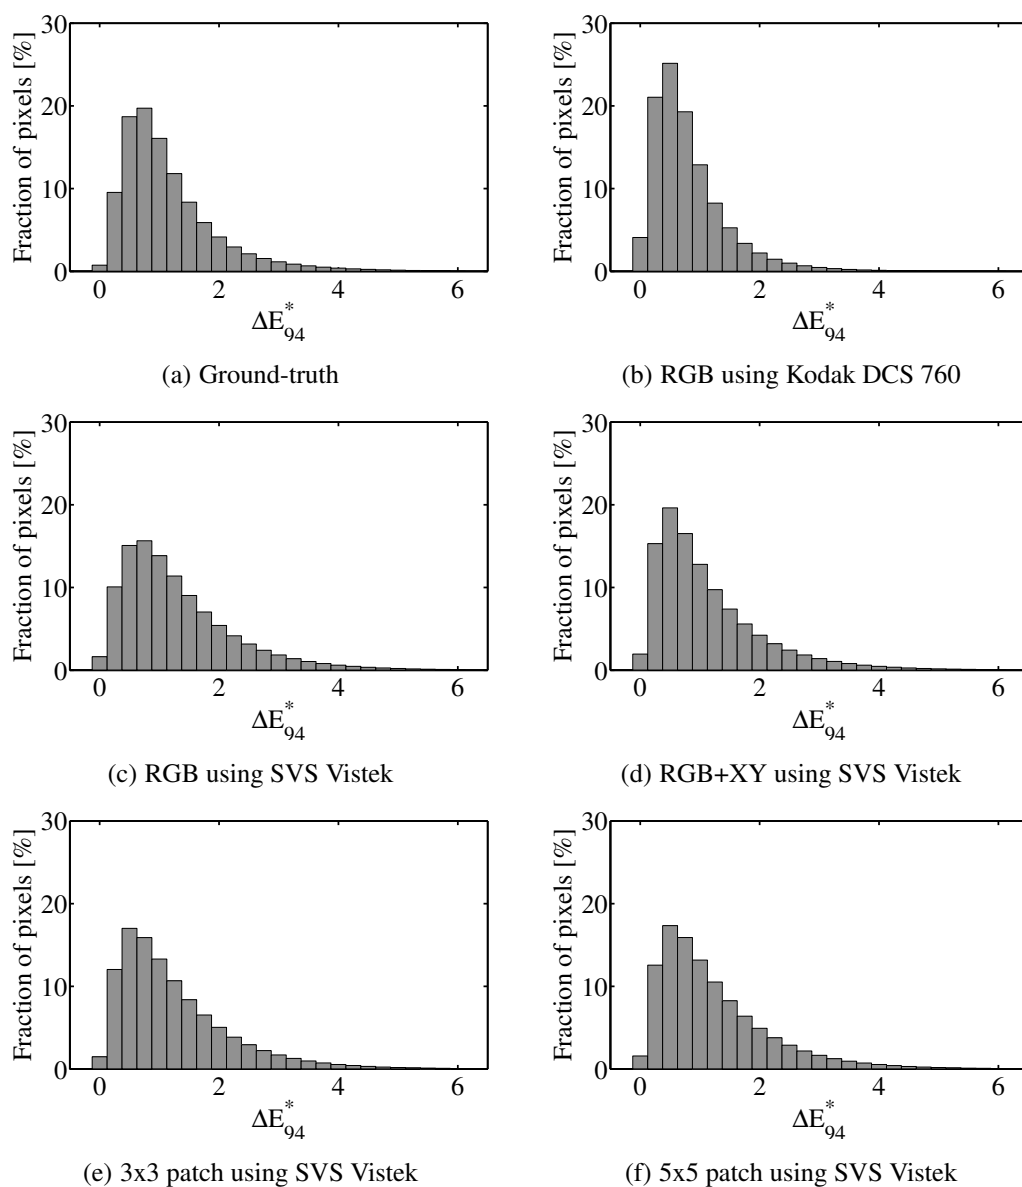 30
20
10
0
Fraction of pixels [%]
0 2 4 6
ΔE*94
(a) Ground-truth
30
20
10
0
Fraction of pixels [%]
0 2 4 6
ΔE*94
(b) RGB using Kodak DCS 760
30
20
10
0
Fraction of pixels [%]
0 2 4 6
ΔE*94
(c) RGB using SVS Vistek
30
20
10
0
Fraction of pixels [%]
0 2 4 6
ΔE*94
(d) RGB+XY using SVS Vistek
30
20
10
0
Fraction of pixels [%]
0 2 4 6
ΔE*94
(e) 3x3 patch using SVS Vistek
30
20
10
0
Fraction of pixels [%]
0 2 4 6
ΔE*94
(f) 5x5 patch using SVS Vistek